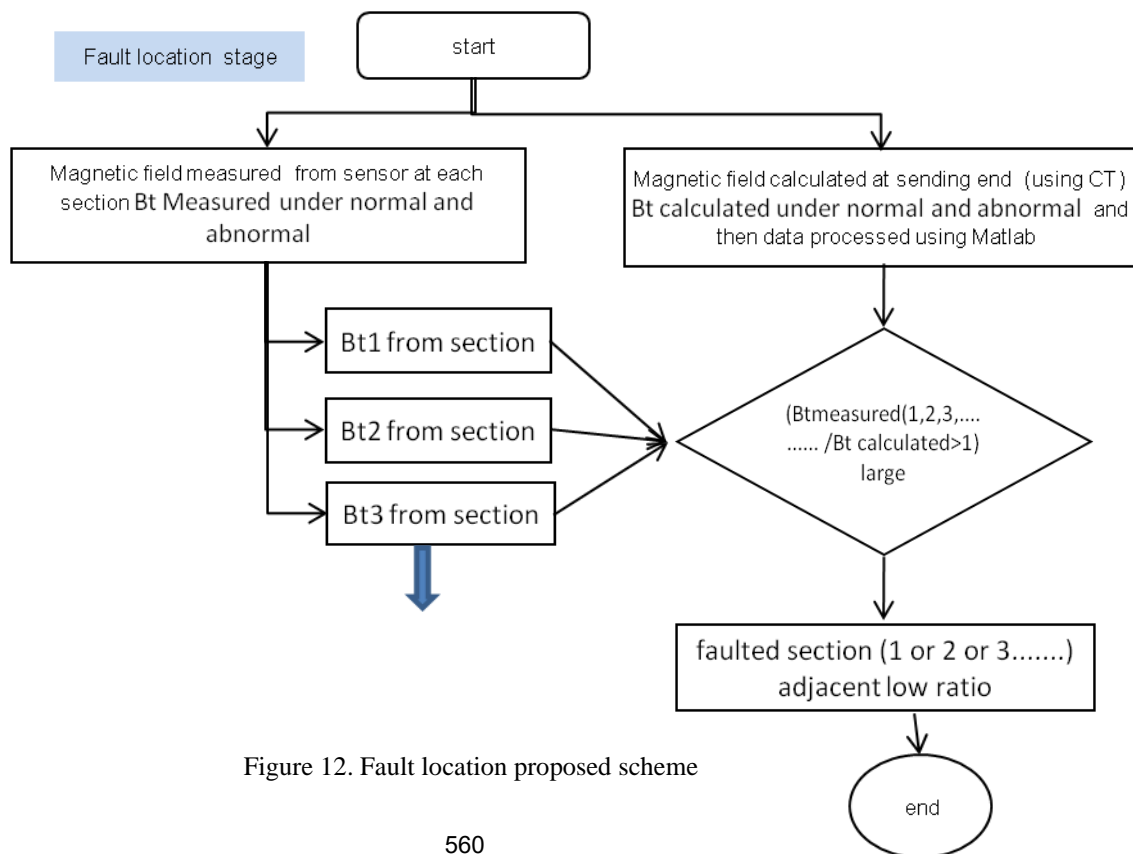 Fault location stage
start
Magnetic field measured from sensor at each
section Bt Measured under normal and
abnormal
Magnetic field calculated at sending end (using CT)
Bt calculated under normal and abnormal and
then data processed using Matlab
Bt1 from section
Bt2 from section
Bt3 from section
(Btmeasured(1,2,3,....
...... /Bt calculated>1)
large
faulted section (1 or 2 or 3.......)
adjacent low ratio
end
Figure 12. Fault location proposed scheme
560